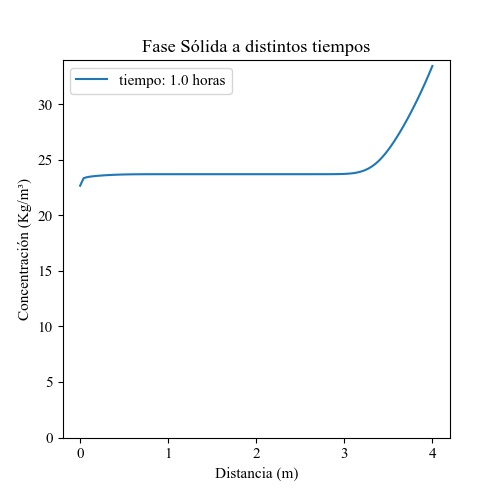 Fase Sólida a distintos tiempos
tiempo: 1.0 horas
Concentración (Kg/m³)
30
25
20
15
10
5
0
0 1 2 3 4
Distancia (m)